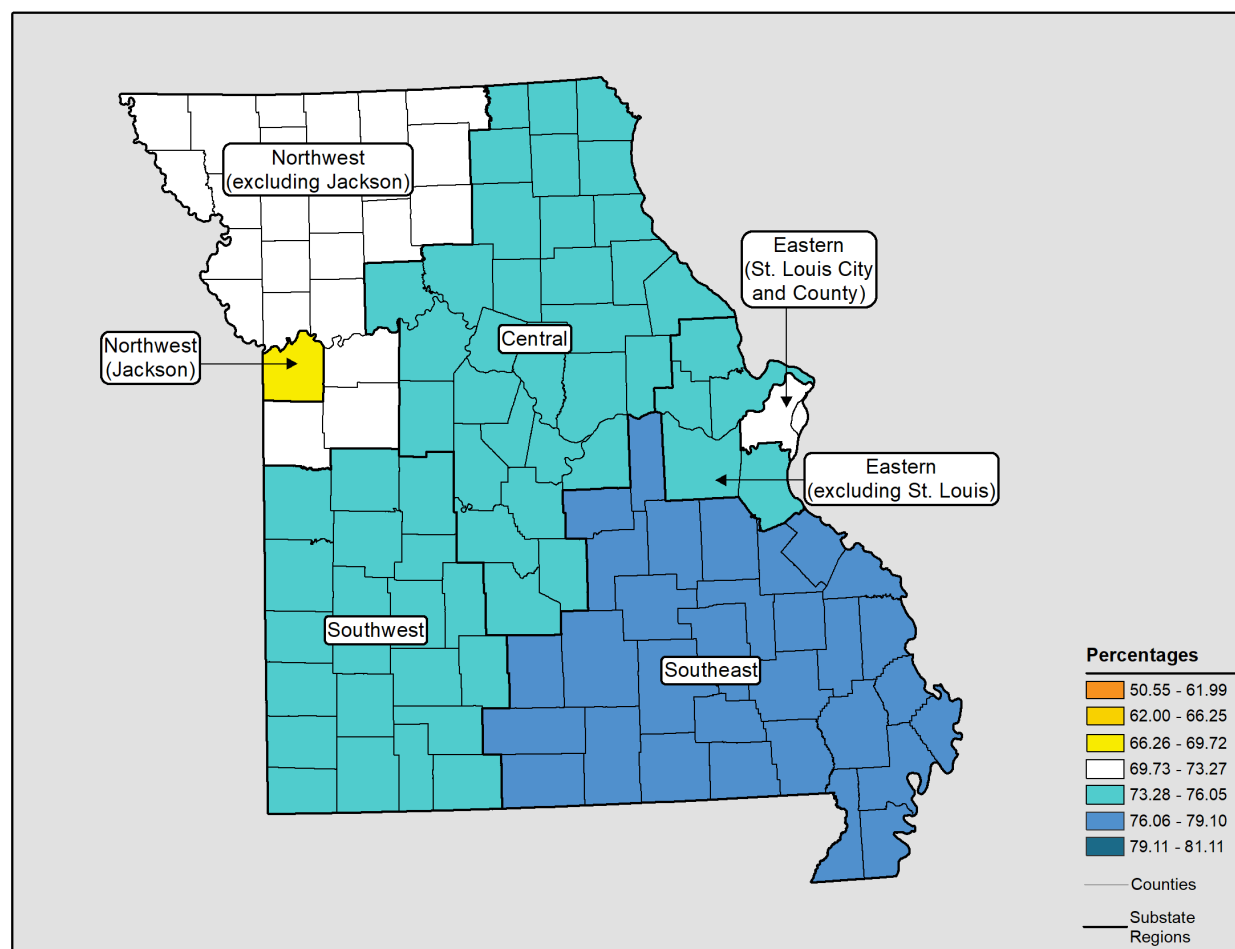 Northwest
(excluding Jackson)
Eastern
(St. Louis City
and County)
Northwest
(Jackson)
Central
Eastern
(excluding St. Louis)
Southwest
Southeast
Percentages
50.55 - 61.99
62.00 - 66.25
66.26 - 69.72
69.73 - 73.27
73.28 - 76.05
76.06 - 79.10
79.11 - 81.11
Counties
Substate
Regions